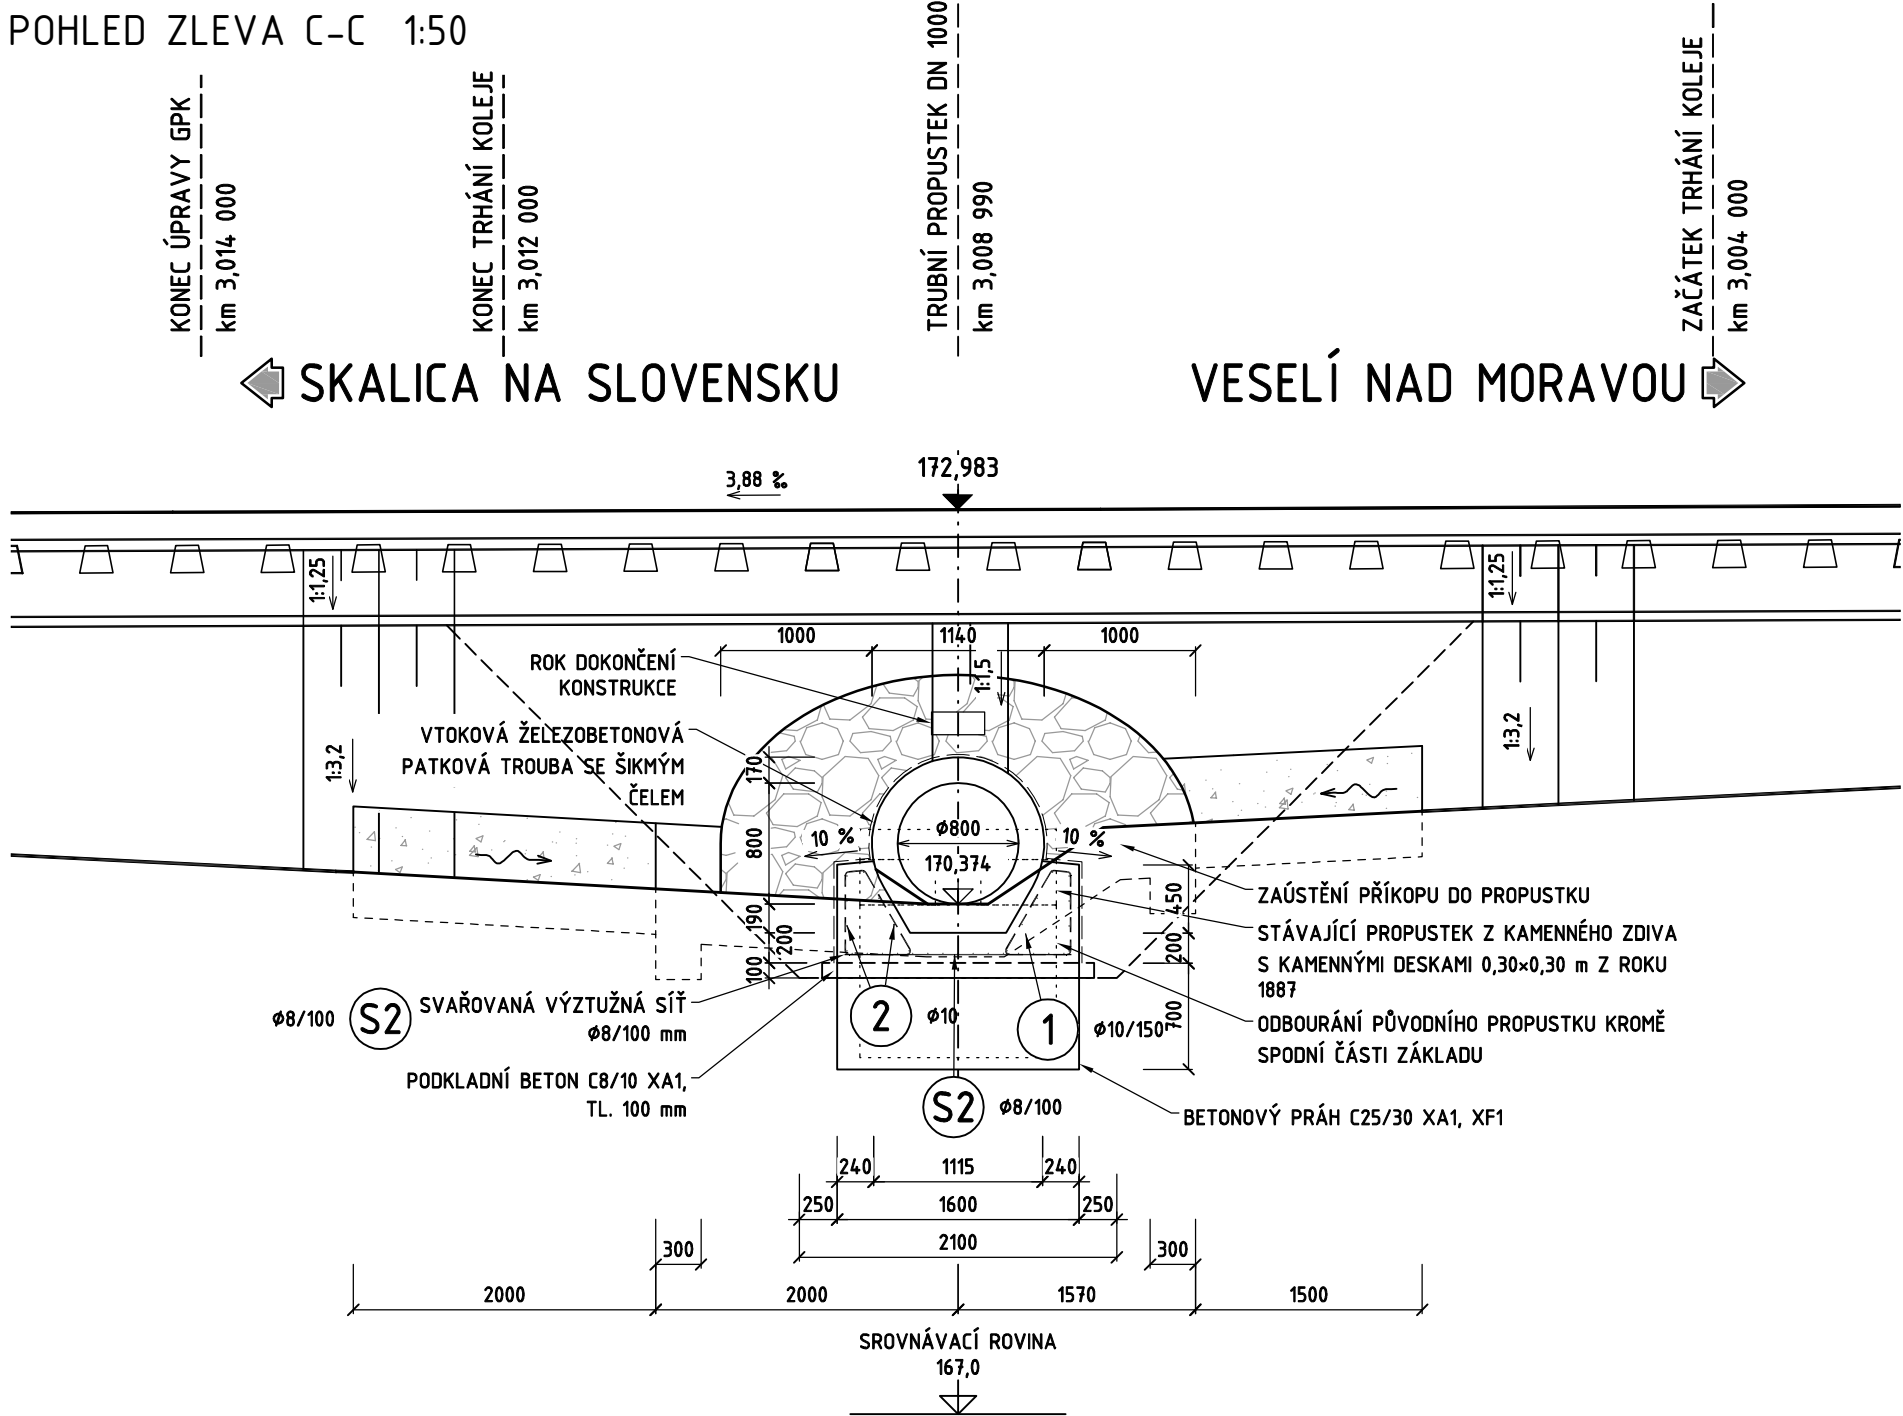 POHLED ZLEVA C-C 1:50
KONEC ÚPRAVY GPK
km 3,014 000
KONEC TRHÁNÍ KOLEJE
km 3,012 000
TRUBNÍ PROPUSTEK DN 1000
km 3,008 990
ZAČÁTEK TRHÁNÍ KOLEJE
km 3,004 000
SKALICA NA SLOVENSKU
VESELÍ NAD MORAVOU
3,88 ‰
172,983
1:1,25
1:1,25
1000
1140
1000
ROK DOKONČENÍ
KONSTRUKCE
1:1,5
VTOKOVÁ ŽELEZOBETONOVÁ
PATKOVÁ TROUBA SE ŠIKMÝM
ČELEM
1:3,2
1:3,2
170
800
190
200
100
10 %
ø800
10 %
170,374
450
200
700
ZAÚSTĚNÍ PŘÍKOPU DO PROPUSTKU
STÁVAJÍCÍ PROPUSTEK Z KAMENNÉHO ZDIVA
S KAMENNÝMI DESKAMI 0,30×0,30 m Z ROKU
1887
ODBOURÁNÍ PŮVODNÍHO PROPUSTKU KROMĚ
SPODNÍ ČÁSTI ZÁKLADU
ø8/100
S2
SVAŘOVANÁ VÝZTUŽNÁ SÍŤ
ø8/100 mm
2
ø10
1
ø10/150
PODKLADNÍ BETON C8/10 XA1,
TL. 100 mm
S2
ø8/100
BETONOVÝ PRÁH C25/30 XA1, XF1
240
1115
240
250
1600
250
2100
300
300
2000
2000
1570
1500
SROVNÁVACÍ ROVINA
167,0